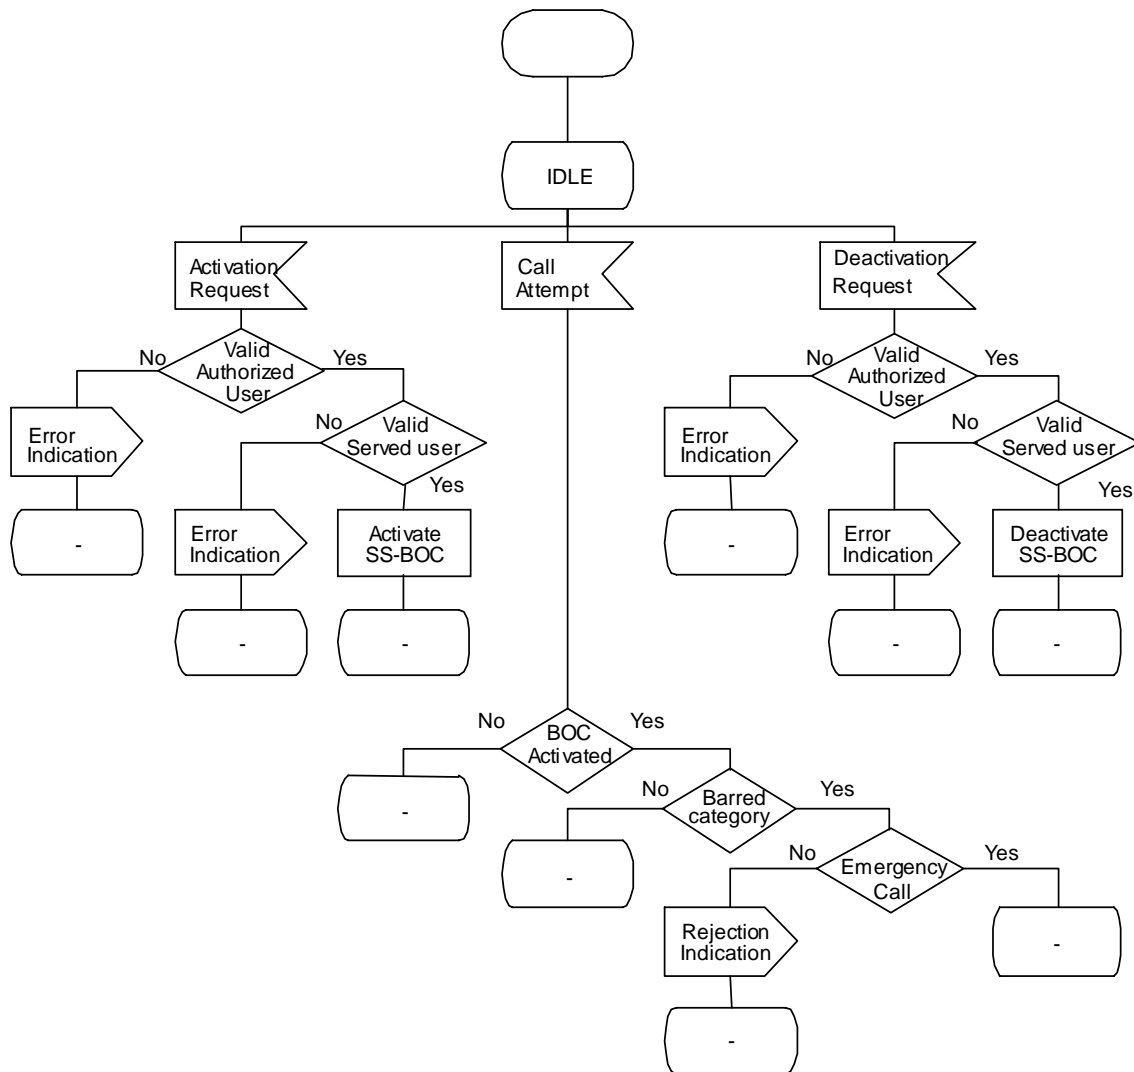 IDLE
Activation
Request
Call
Attempt
Deactivation
Request
No
Valid
Authorized
User
Yes
No
Valid
Authorized
User
Yes
Error
Indication
No
Valid
Served user
Yes
Error
Indication
No
Valid
Served user
Yes
-
Error
Indication
Activate
SS-BOC
-
Error
Indication
Deactivate
SS-BOC
-
-
-
-
No
BOC
Activated
Yes
-
No
Barred
category
Yes
-
No
Emergency
Call
Yes
Rejection
Indication
-
-